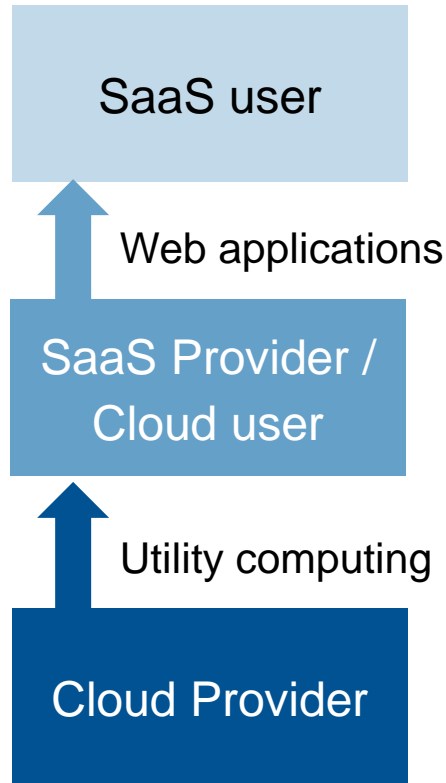 SaaS user
Web applications
SaaS Provider /
Cloud user
Utility computing
Cloud Provider